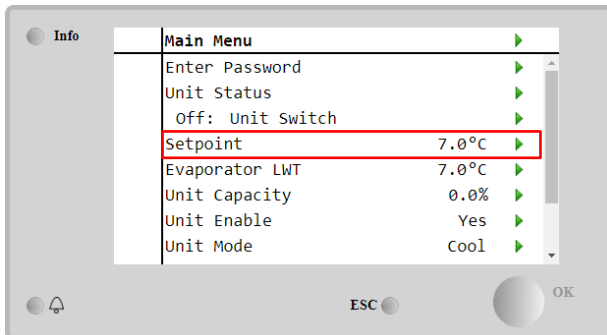 Info
Main Menu
Enter Password
Unit Status
Off: Unit Switch
Setpoint 7.0°C
Evaporator LWT 7.0°C
Unit Capacity 0.0%
Unit Enable Yes
Unit Mode Cool
ESC
OK